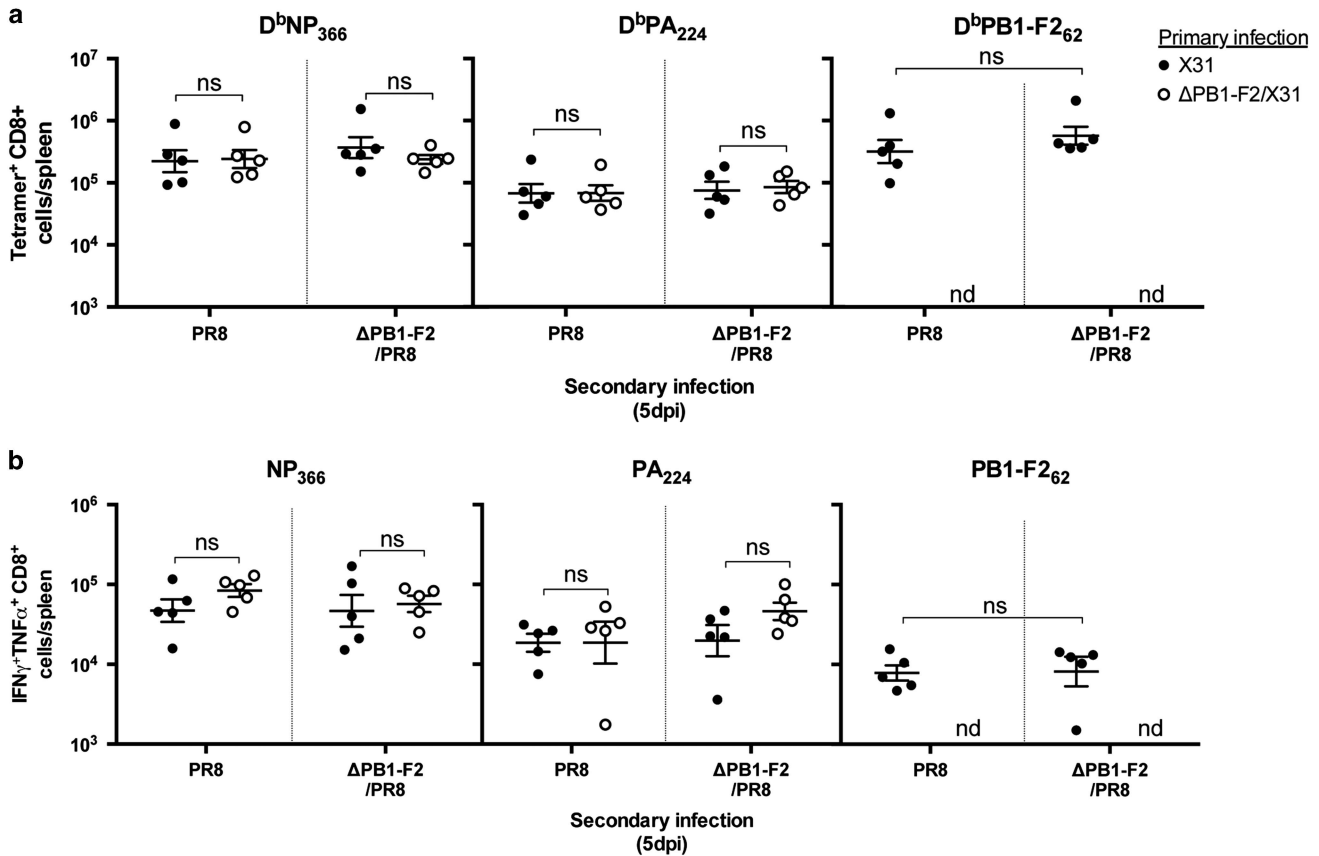 a
DᵇNP₃₆₆
DᵇPA₂₂₄
DᵇPB1-F2₆₂
Primary infection
X31
ΔPB1-F2/X31
Tetramer⁺ CD8+
cells/spleen
10⁷
10⁶
10⁵
10⁴
10³
ns
ns
ns
ns
ns
nd
nd
PR8
ΔPB1-F2
/PR8
PR8
ΔPB1-F2
/PR8
PR8
ΔPB1-F2
/PR8
Secondary infection
(5dpi)
b
NP₃₆₆
PA₂₂₄
PB1-F2₆₂
IFNγ⁺TNFα⁺ CD8⁺
cells/spleen
10⁶
10⁵
10⁴
10³
ns
ns
ns
ns
ns
nd
nd
PR8
ΔPB1-F2
/PR8
PR8
ΔPB1-F2
/PR8
PR8
ΔPB1-F2
/PR8
Secondary infection
(5dpi)